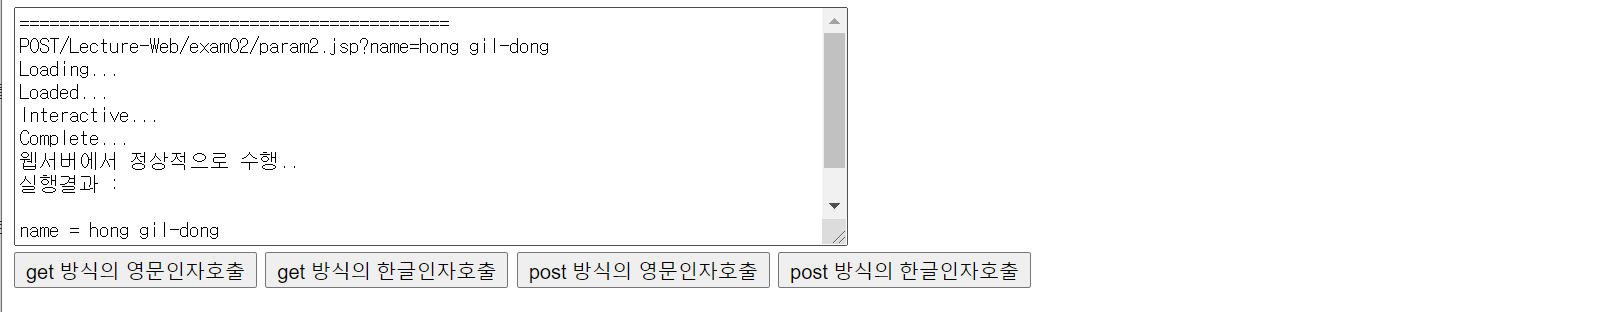 ===========================================
POST/Lecture-Web/exam02/param2.jsp?name=hong gil-dong
Loading...
Loaded...
Interactive...
Complete...
웹서버에서 정상적으로 수행..
실행결과 :
name = hong gil-dong
get 방식의 영문인자호출 get 방식의 한글인자호출 post 방식의 영문인자호출 post 방식의 한글인자호출